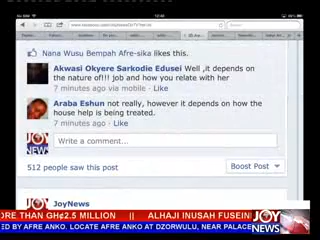 12:40
Nana Wusu Bempah Afre-sika likes this.
Akwasi Okyere Sarkodie Edusei Well ,it depends on
the nature of!!! job and how you relate with her
7 minutes ago via mobile · Like
Araba Eshun not really, however it depends on how the
house help is being treated.
7 minutes ago · Like
JOY
NEWS
Write a comment...
512 people saw this post
Boost Post
JoyNews
ORE THAN GH¢2.5 MILLION || ALHAJI INUSAH FUSEINI
ED BY AFRE ANKO. LOCATE AFRE ANKO AT DZORWULU, NEAR PALACE
JOY
NEWS